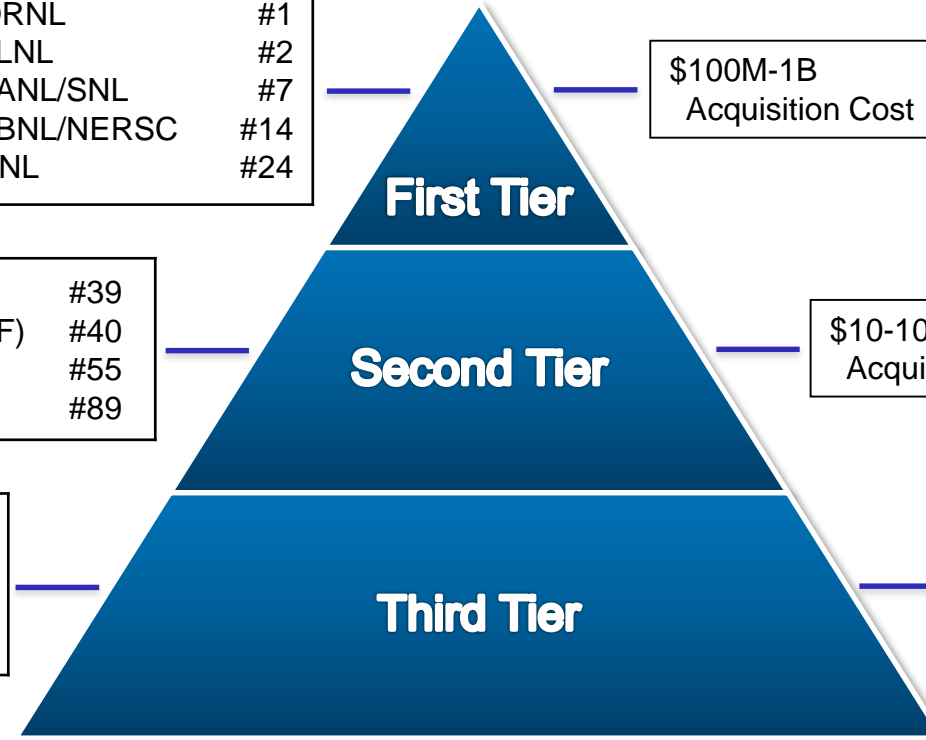 ORNL #1
LNL #2
ANL/SNL #7
BNL/NERSC #14
NL #24
$100M-1B
Acquisition Cost
First Tier
#39
F) #40
#55
#89
$10-10
Acqui
Second Tier
Third Tier